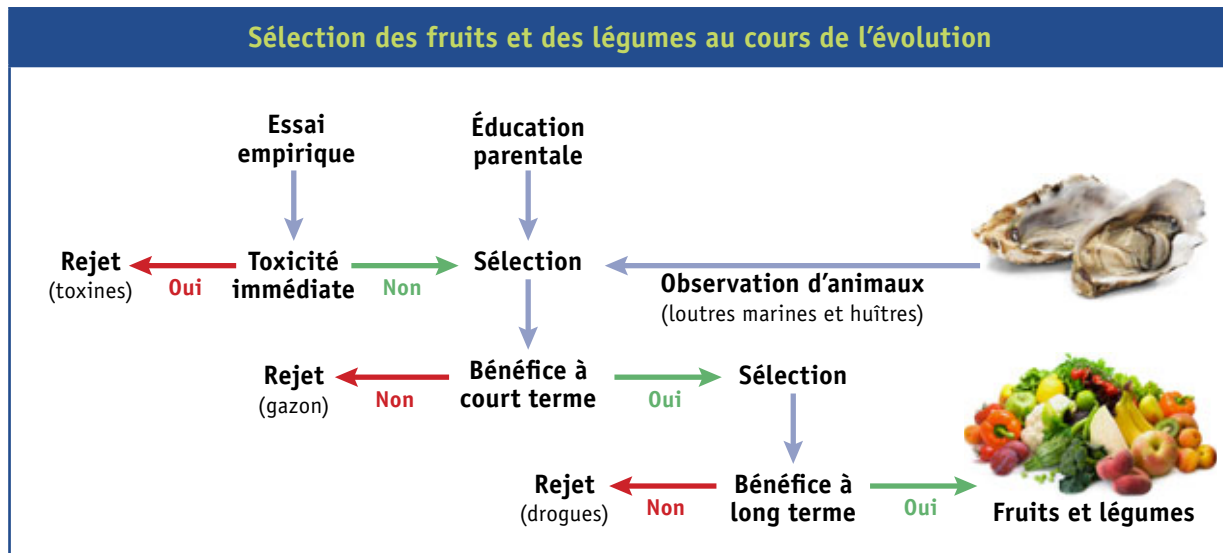 Sélection des fruits et des légumes au cours de l'évolution
Essai
empirique
Éducation
parentale
Rejet
(toxines)
Oui
Toxicité
immédiate
Non
Sélection
Observation d'animaux
(loutres marines et huîtres)
Rejet
(gazon)
Non
Bénéfice à
court terme
Oui
Sélection
Rejet
(drogues)
Non
Bénéfice à
long terme
Oui
Fruits et légumes